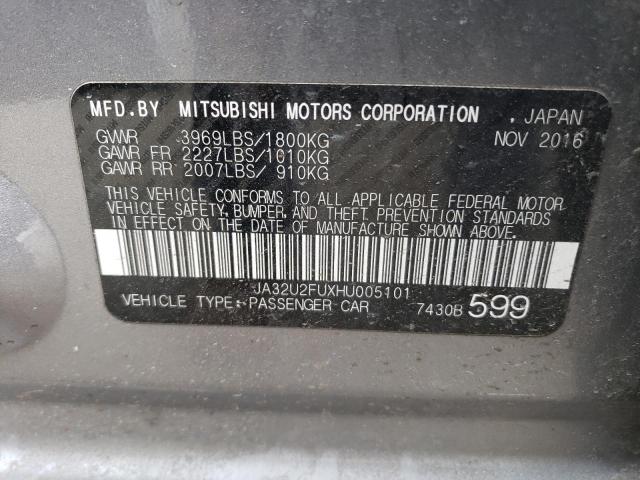 MFD.BY MITSUBISHI MOTORS CORPORATION , JAPAN
GVWR 3969LBS/1800KG NOV 2016
GAWR FR 2227LBS/1010KG
GAWR RR 2007LBS/ 910KG
THIS VEHICLE CONFORMS TO ALL APPLICABLE FEDERAL MOTOR
VEHICLE SAFETY, BUMPER, AND THEFT PREVENTION STANDARDS
IN EFFECT ON THE DATE OF MANUFACTURE SHOWN ABOVE.
JA32U2FUXHU005101
VEHICLE TYPE:PASSENGER CAR 7430B 599